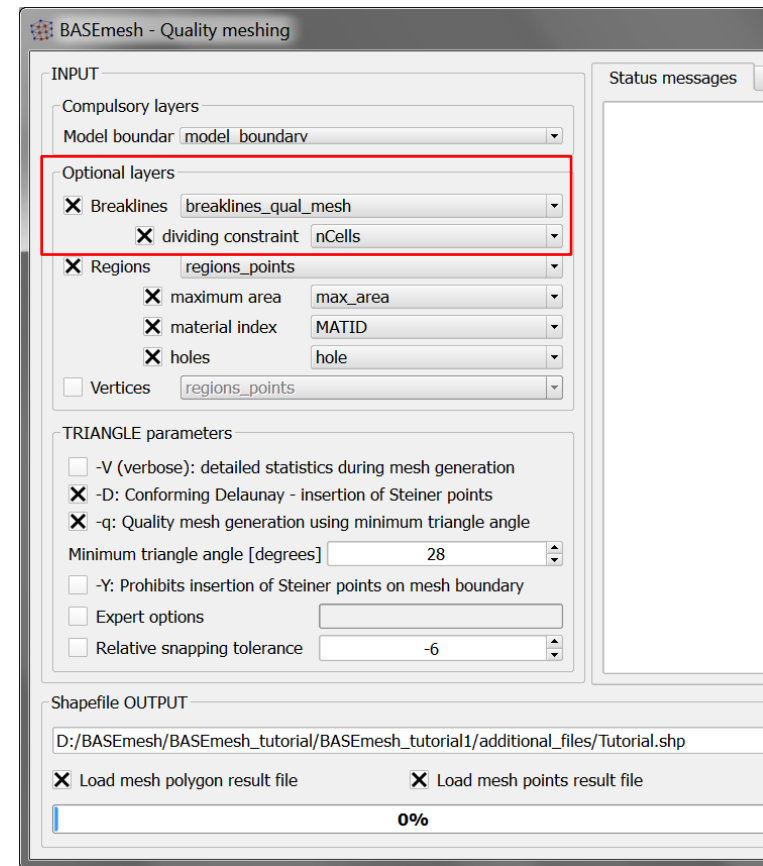 BASEmesh - Quality meshing
INPUT
Status messages
Compulsory layers
Model boundar model_boundary
Optional layers
Breaklines breaklines_qual_mesh
dividing constraint nCells
Regions regions_points
maximum area max_area
material index MATID
holes hole
Vertices regions_points
TRIANGLE parameters
-V (verbose): detailed statistics during mesh generation
-D: Conforming Delaunay - insertion of Steiner points
-q: Quality mesh generation using minimum triangle angle
Minimum triangle angle [degrees] 28
-Y: Prohibits insertion of Steiner points on mesh boundary
Expert options
Relative snapping tolerance -6
Shapefile OUTPUT
D:/BASEmesh/BASEmesh_tutorial/BASEmesh_tutorial1/additional_files/Tutorial.shp
Load mesh polygon result file Load mesh points result file
0%